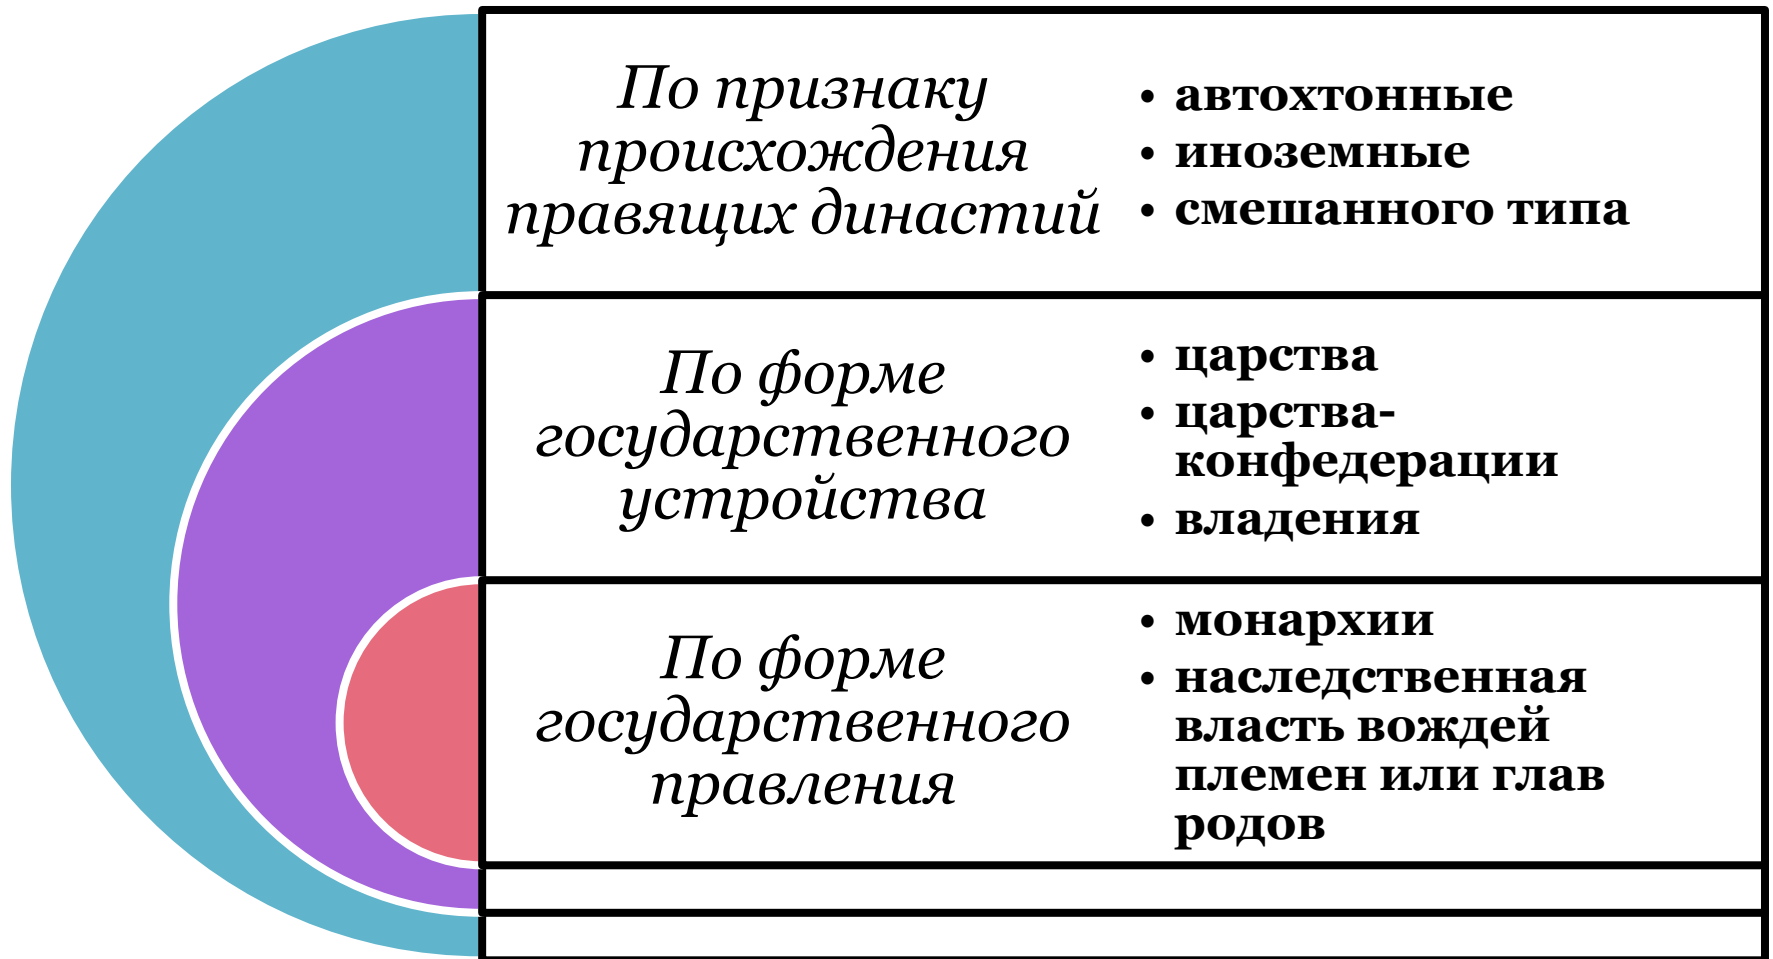 По признаку
происхождения
правящих династий
• автохтонные
• иноземные
• смешанного типа
По форме
государственного
устройства
• царства
• царства-
конфедерации
• владения
По форме
государственного
правления
• монархии
• наследственная
власть вождей
племен или глав
родов